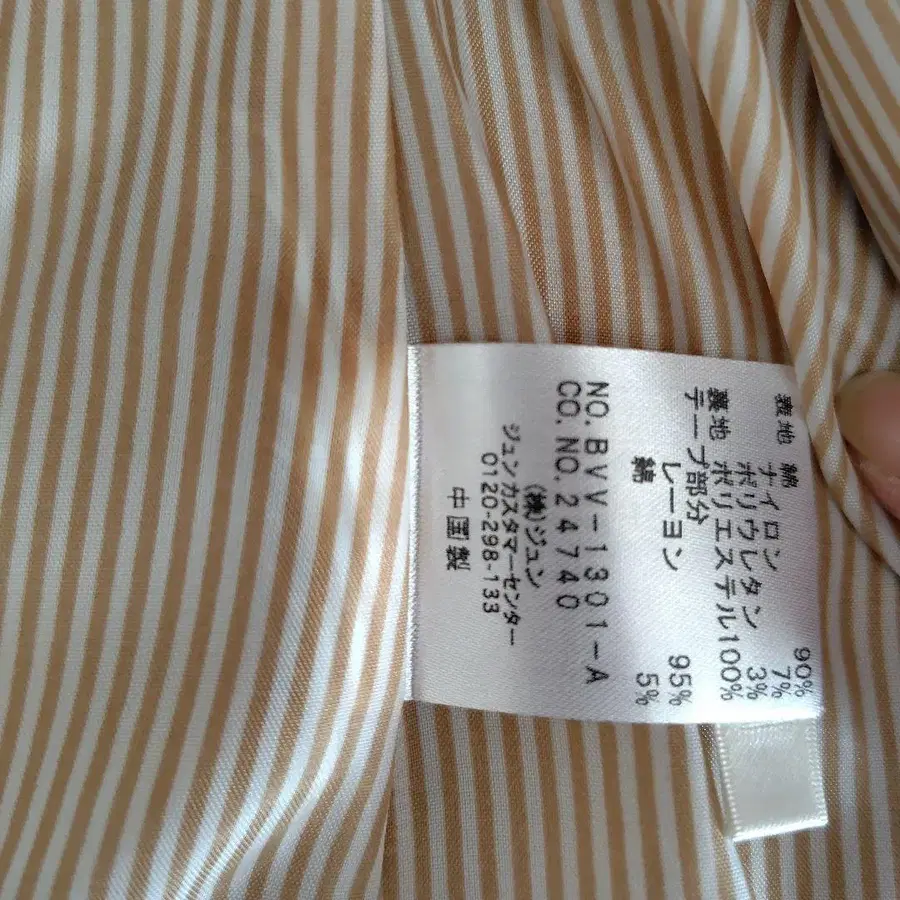 表地 綿 90%
ナイロン 7%
ポリウレタン 3%
裏地 ポリエステル100%
テープ部分
レーヨン 95%
綿 5%
NO. BVV-1301-A
CO. NO. 24740
(株)ジュン
ジュンカスタマーセンター
0120-298-133
中国製